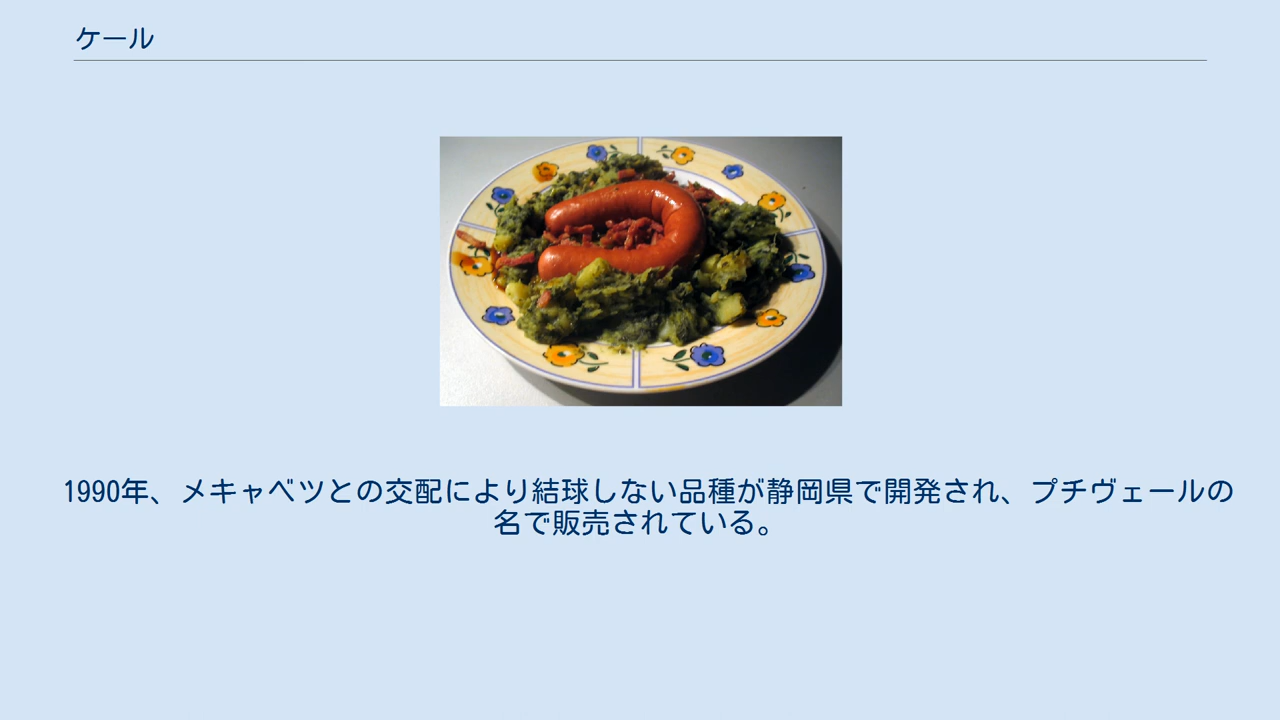 ケール
1990年、メキャベツとの交配により結球しない品種が静岡県で開発され、プチヴェールの
名で販売されている。